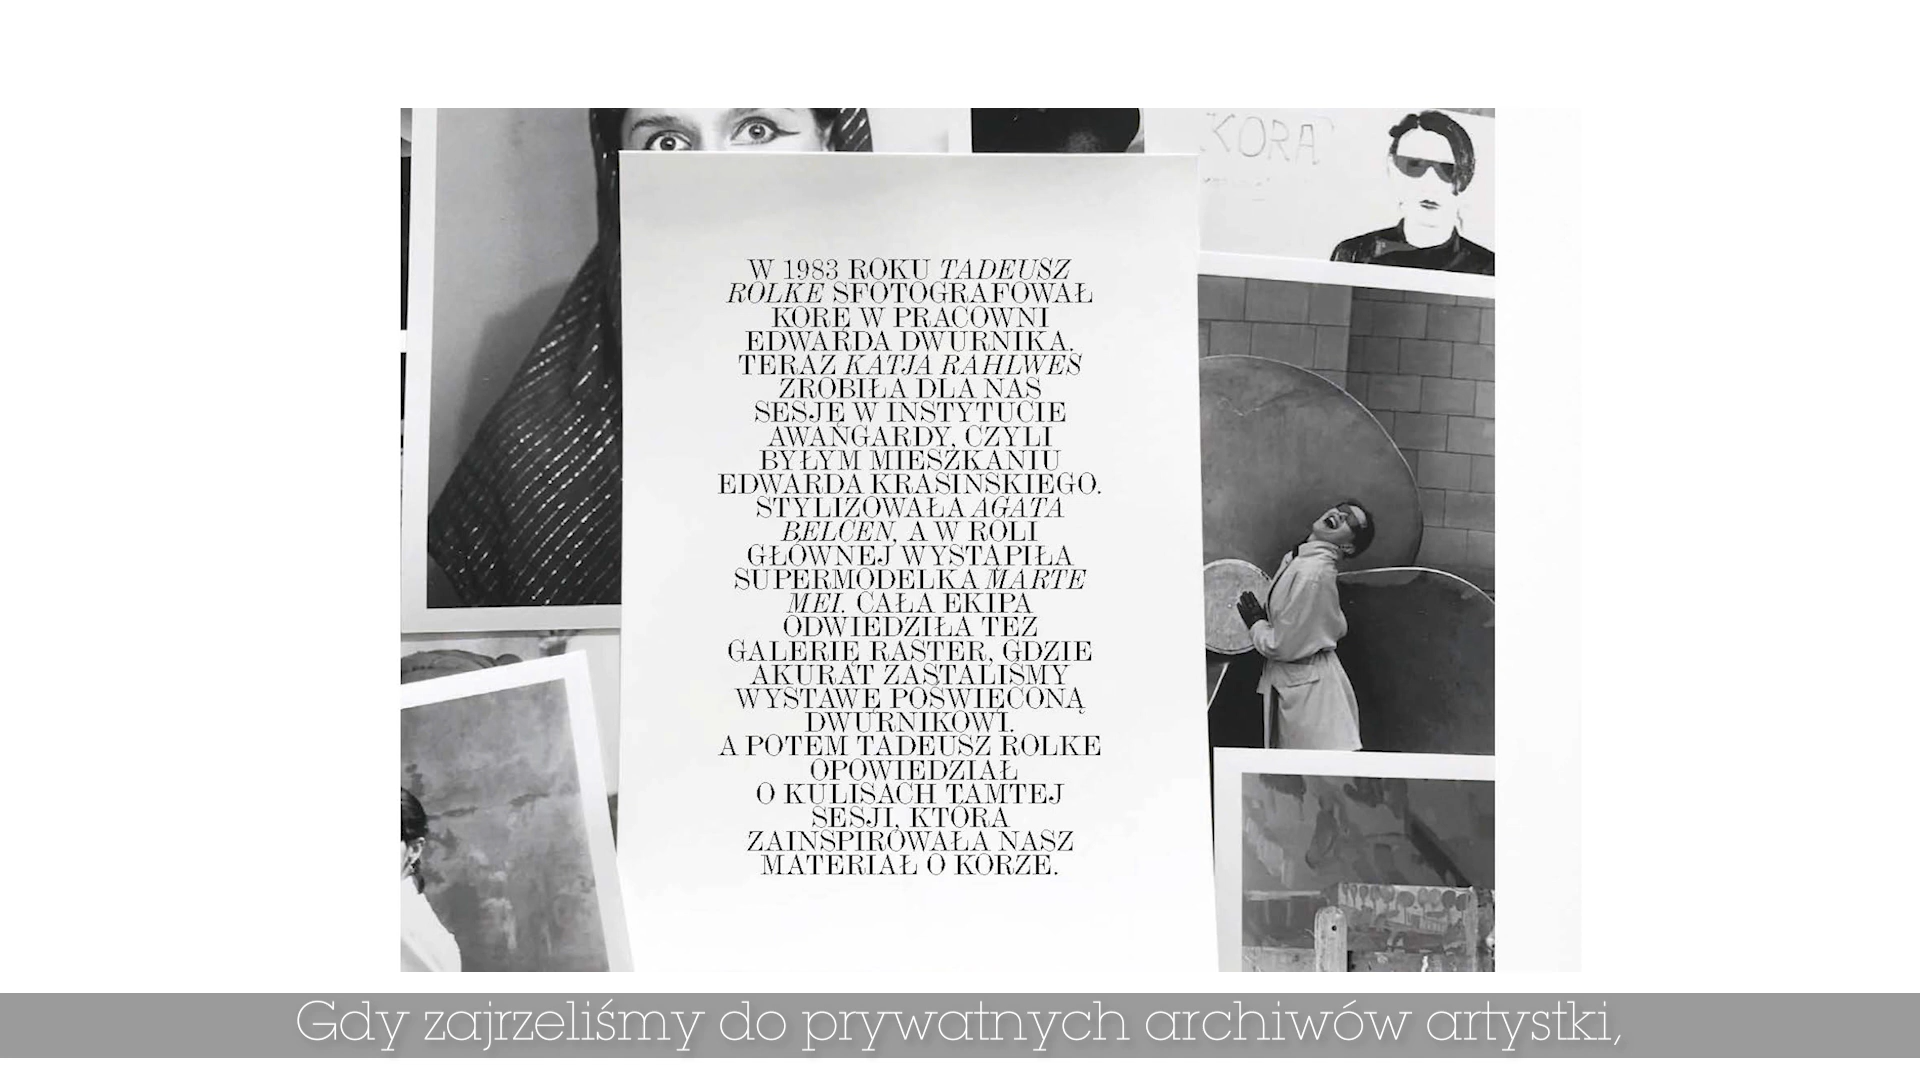 KORA
W 1983 ROKU TADEUSZ
ROLKE SFOTOGRAFOWAŁ
KORĘ W PRACOWNI
EDWARDA DWURNIKA.
TERAZ KATJA RAHLWES
ZROBIŁA DLA NAS
SESJĘ W INSTYTUCIE
AWANGARDY, CZYLI
BYŁYM MIESZKANIU
EDWARDA KRASIŃSKIEGO.
STYLIZOWAŁA AGATA
BELCEN, A W ROLI
GŁÓWNEJ WYSTĄPIŁA
SUPERMODELKA MARTE
MEI. CAŁA EKIPA
ODWIEDZIŁA TEŻ
GALERIĘ RASTER, GDZIE
AKURAT ZASTALIŚMY
WYSTAWĘ POŚWIĘCONĄ
DWURNIKOWI.
A POTEM TADEUSZ ROLKE
OPOWIEDZIAŁ
O KULISACH TAMTEJ
SESJI, KTÓRA
ZAINSPIROWAŁA NASZ
MATERIAŁ O KORZE.
Gdy zajrzeliśmy do prywatnych archiwów artystki,